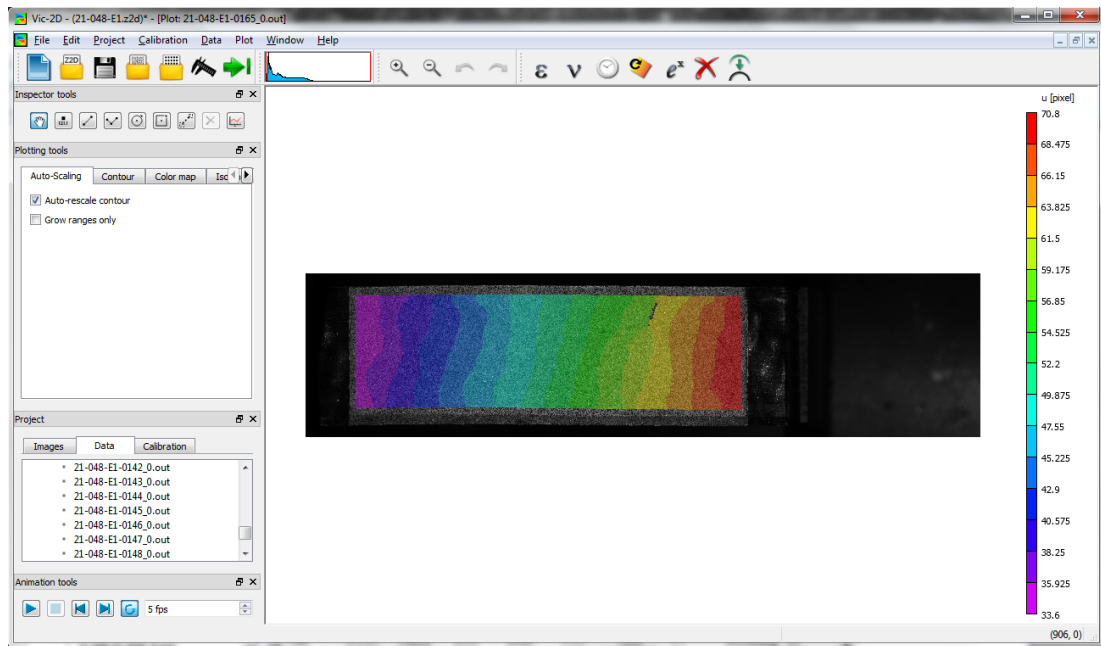 Vic-2D - (21-048-E1.z2d)* - [Plot: 21-048-E1-0165_0.out]
File Edit Project Calibration Data Plot Window Help
Z2D
Inspector tools
Plotting tools
Auto-Scaling Contour Color map
Auto-rescale contour
Grow ranges only
Project
Images Data Calibration
21-048-E1-0142_0.out
21-048-E1-0143_0.out
21-048-E1-0144_0.out
21-048-E1-0145_0.out
21-048-E1-0146_0.out
21-048-E1-0147_0.out
21-048-E1-0148_0.out
Animation tools
5 fps
ε ν eˣ
u [pixel]
70.8
68.475
66.15
63.825
61.5
59.175
56.85
54.525
52.2
49.875
47.55
45.225
42.9
40.575
38.25
35.925
33.6
(906, 0)